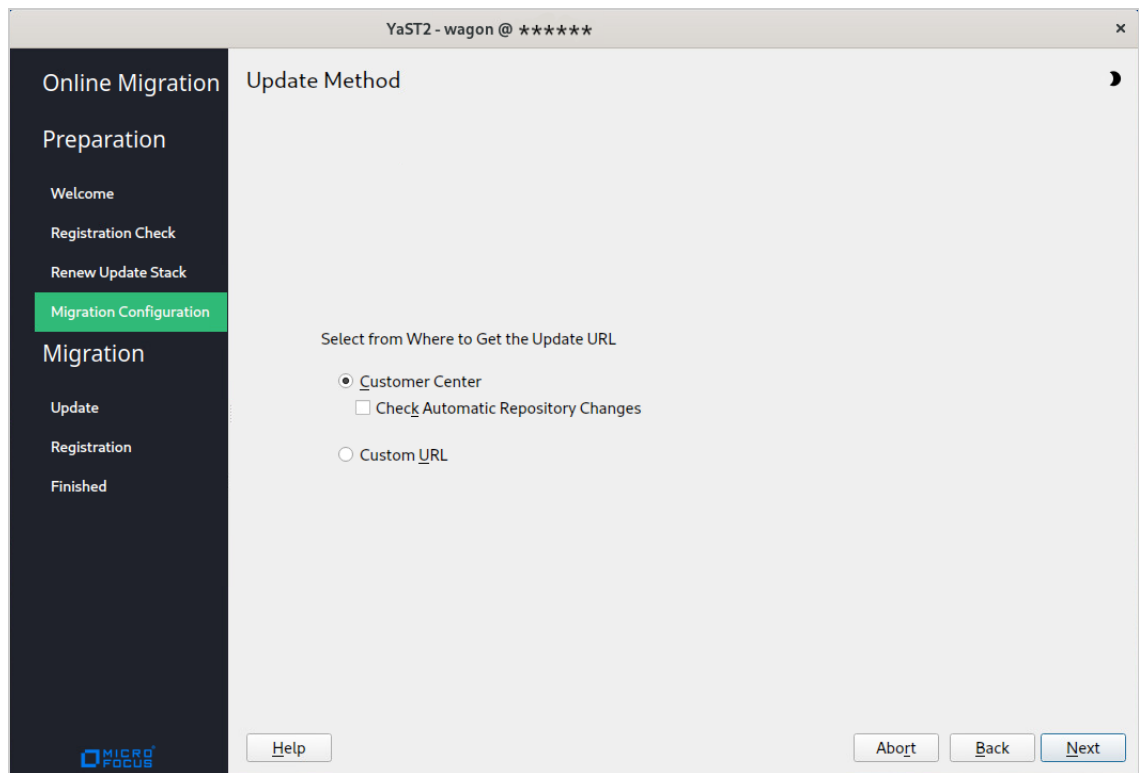 YaST2 - wagon @ ******
×
Online Migration
Update Method
Preparation
Welcome
Registration Check
Renew Update Stack
Migration Configuration
Migration
Update
Registration
Finished
Select from Where to Get the Update URL
Customer Center
Check Automatic Repository Changes
Custom URL
MICRO
FOCUS
Help
Abort
Back
Next